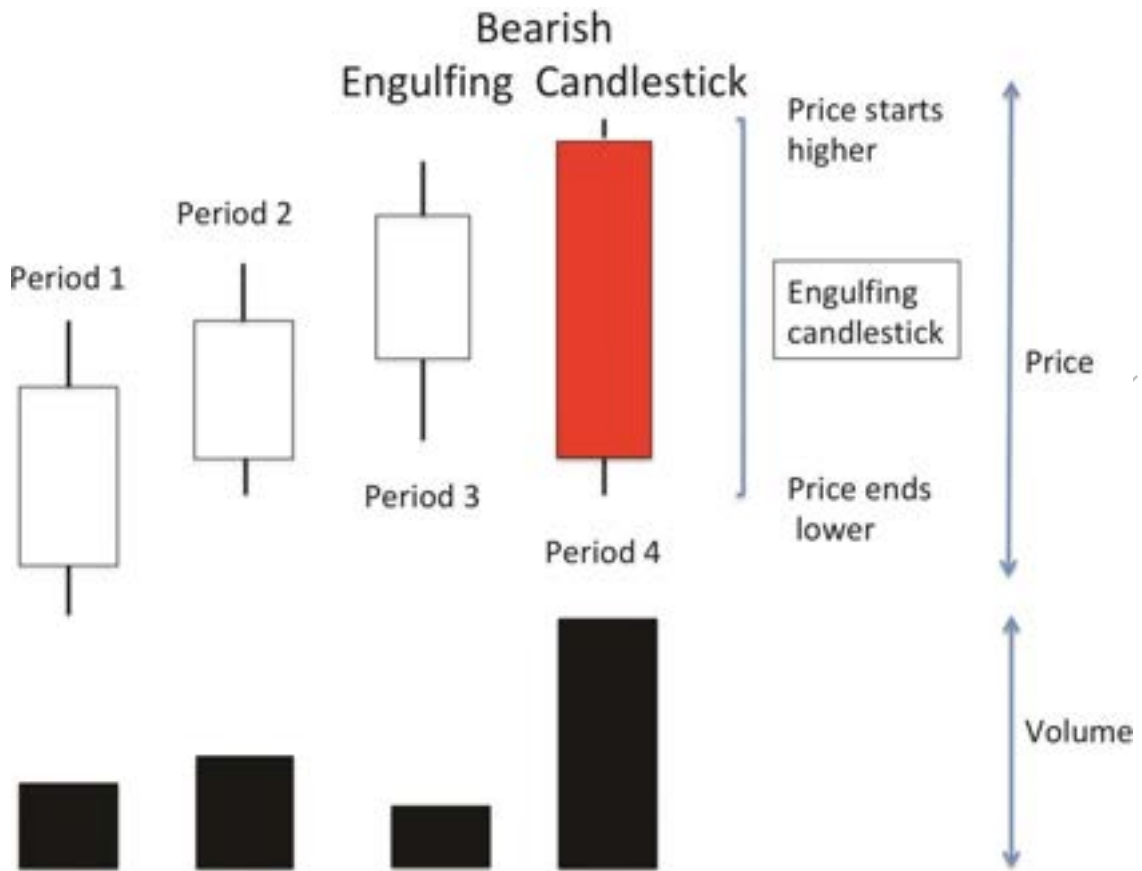 Bearish
Engulfing Candlestick
Price starts
higher
Period 2
Period 1
Engulfing
candlestick
Price
Period 3
Price ends
lower
Period 4
Volume